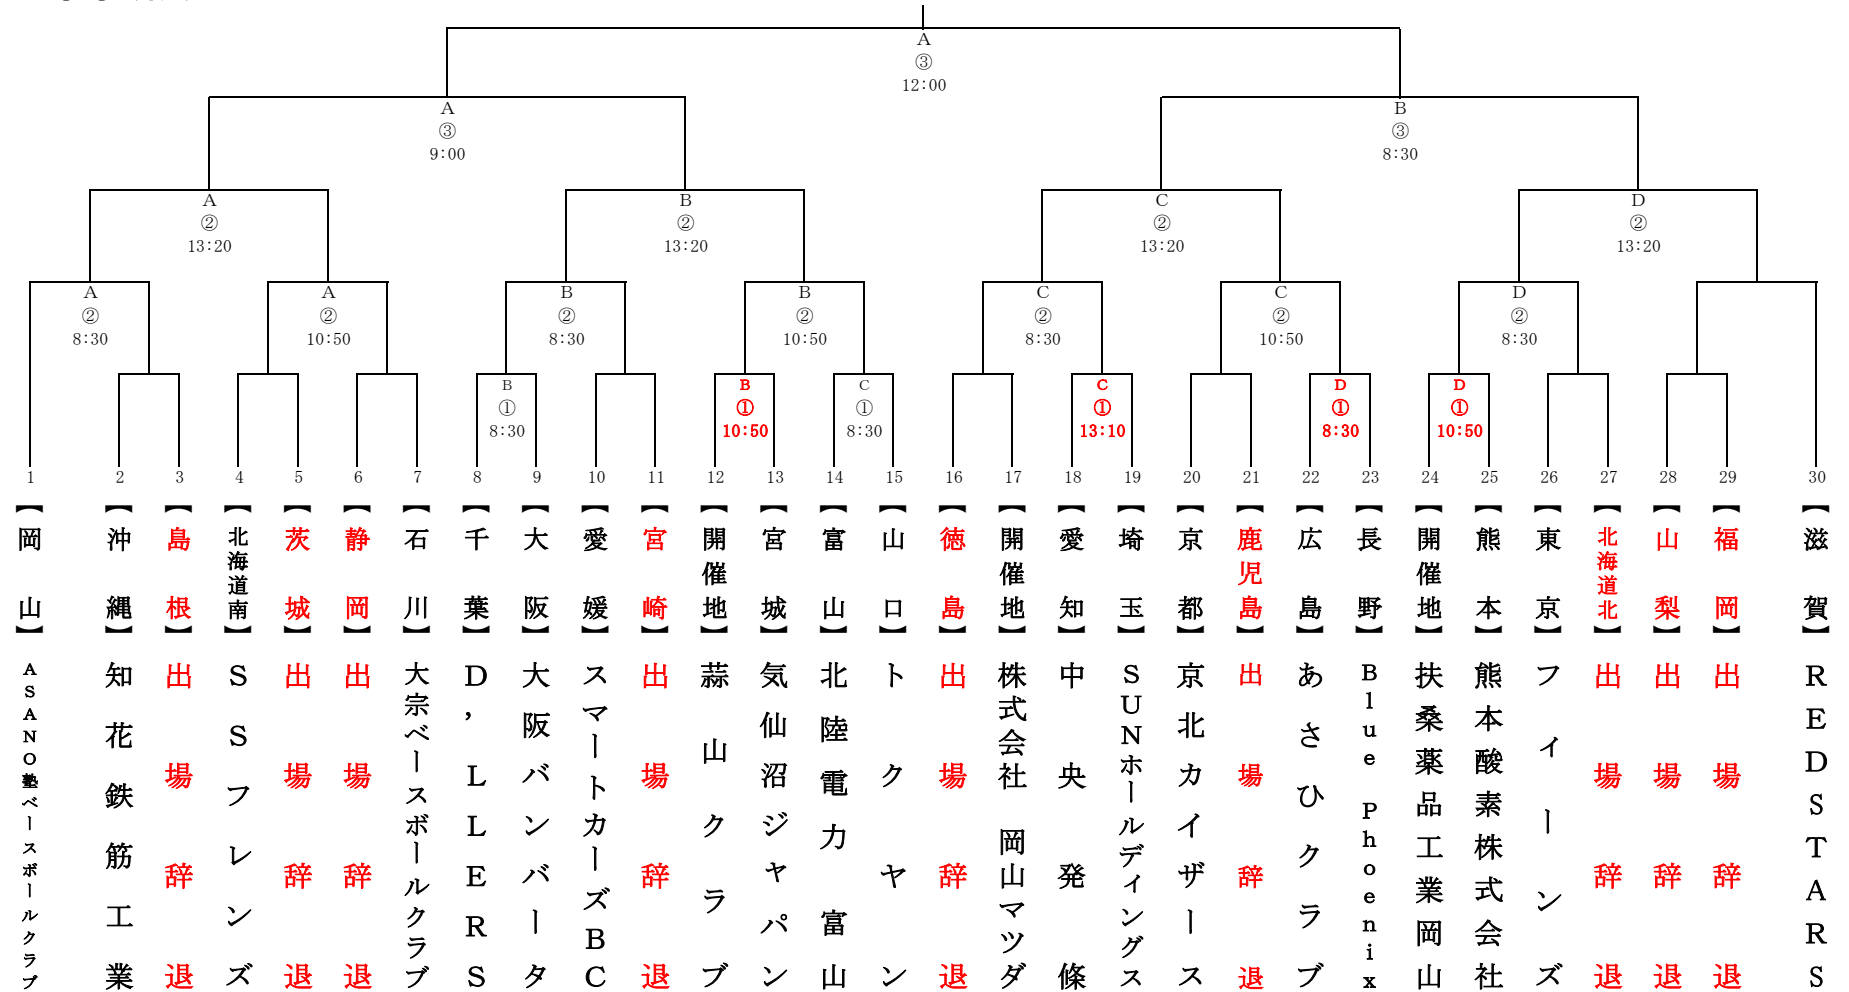 A
③
12:00
A
③
9:00
B
③
8:30
A
②
13:20
B
②
13:20
C
②
13:20
D
②
13:20
A
②
8:30
A
②
10:50
B
②
8:30
B
②
10:50
C
②
8:30
C
②
10:50
D
②
8:30
B
①
8:30
B
①
10:50
C
①
8:30
C
①
13:10
D
①
8:30
D
①
10:50
1
【岡山】
ASANO塾ベースボールクラブ
2
【沖縄】
知花鉄筋工業
3
【島根】
出場辞退
4
【北海道南】
SSフレンズ
5
【茨城】
出場辞退
6
【静岡】
出場辞退
7
【石川】
大宗ベースボールクラブ
8
【千葉】
D’LLERS
9
【大阪】
大阪バンバータ
10
【愛媛】
スマートカーズBC
11
【宮崎】
出場辞退
12
【開催地】
蒜山クラブ
13
【宮城】
気仙沼ジャパン
14
【富山】
北陸電力富山
15
【山口】
トクヤン
16
【徳島】
出場辞退
17
【開催地】
株式会社 岡山マツダ
18
【愛知】
中央発條
19
【埼玉】
SUNホールディングス
20
【京都】
京北カイザース
21
【鹿児島】
出場辞退
22
【広島】
あさひクラブ
23
【長野】
Blue Phoenix
24
【開催地】
扶桑薬品工業岡山
25
【熊本】
熊本酸素株式会社
26
【東京】
フィーンズ
27
【北海道北】
出場辞退
28
【山梨】
出場辞退
29
【福岡】
出場辞退
30
【滋賀】
REDSTARS